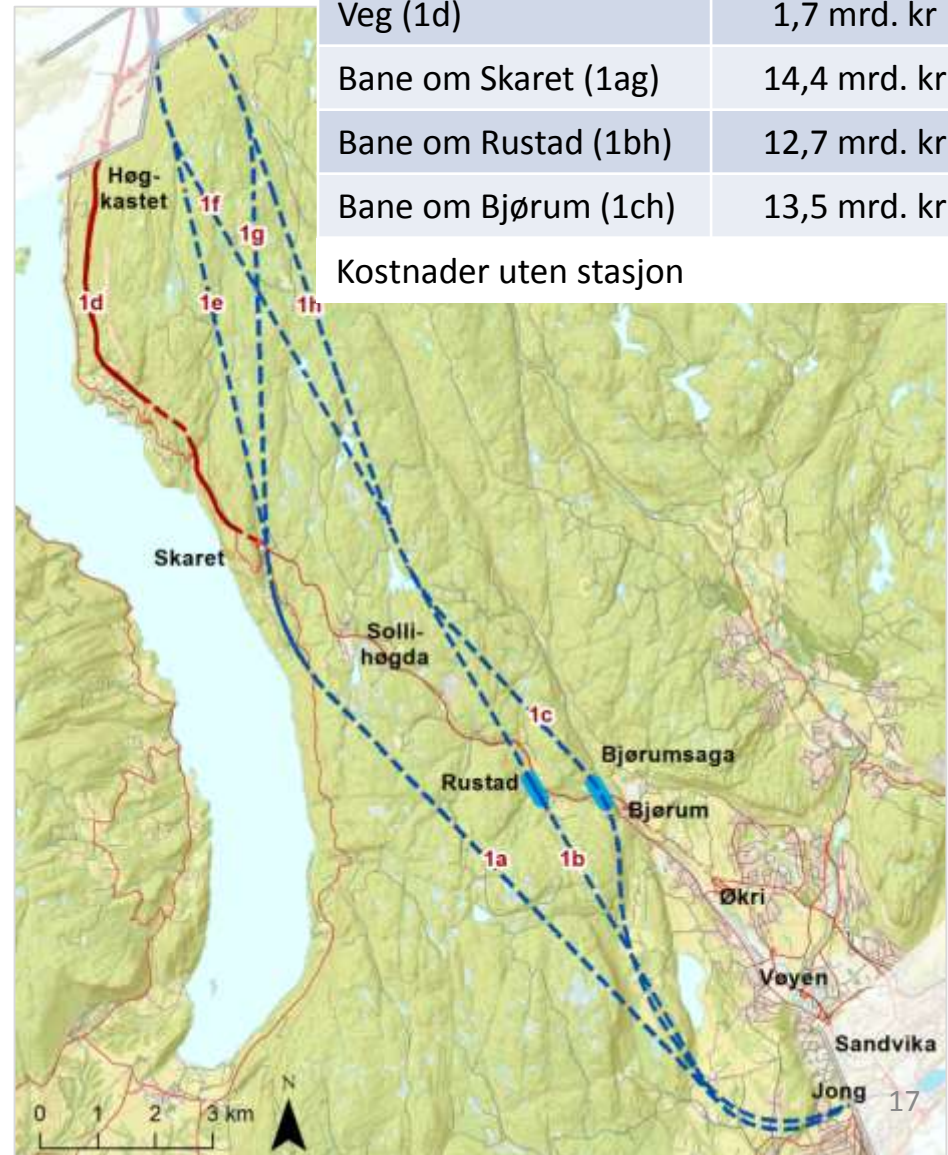 Veg (1d) 1,7 mrd. kr
Bane om Skaret (1ag) 14,4 mrd. kr
Bane om Rustad (1bh) 12,7 mrd. kr
Bane om Bjørum (1ch) 13,5 mrd. kr
Kostnader uten stasjon
Høg-
kastet
1f
1g
1d
1e
1h
Skaret
Solli-
høgda
1c
Rustad
Bjørumsaga
Bjørum
1a
1b
Økri
Vøyen
Sandvika
Jong
17
N
0 1 2 3 km